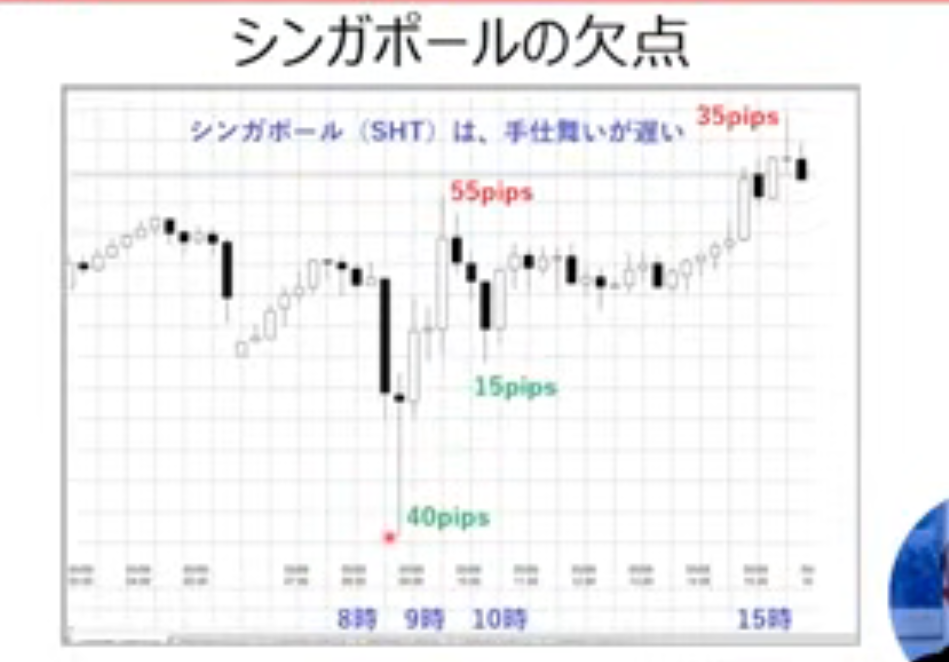 シンガポールの欠点
シンガポール（SHT）は、手仕舞いが遅い
35pips
55pips
15pips
40pips
8時 9時 10時 15時